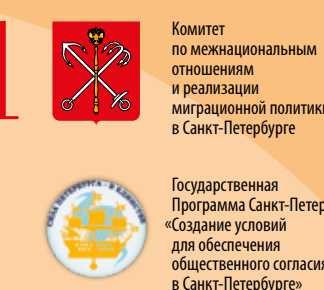 Комитет
по межнациональным
отношениям
и реализации
миграционной политики
в Санкт-Петербурге
Государственная
Программа Санкт-Петер
«Создание условий
для обеспечения
общественного согласия
в Санкт-Петербурге»